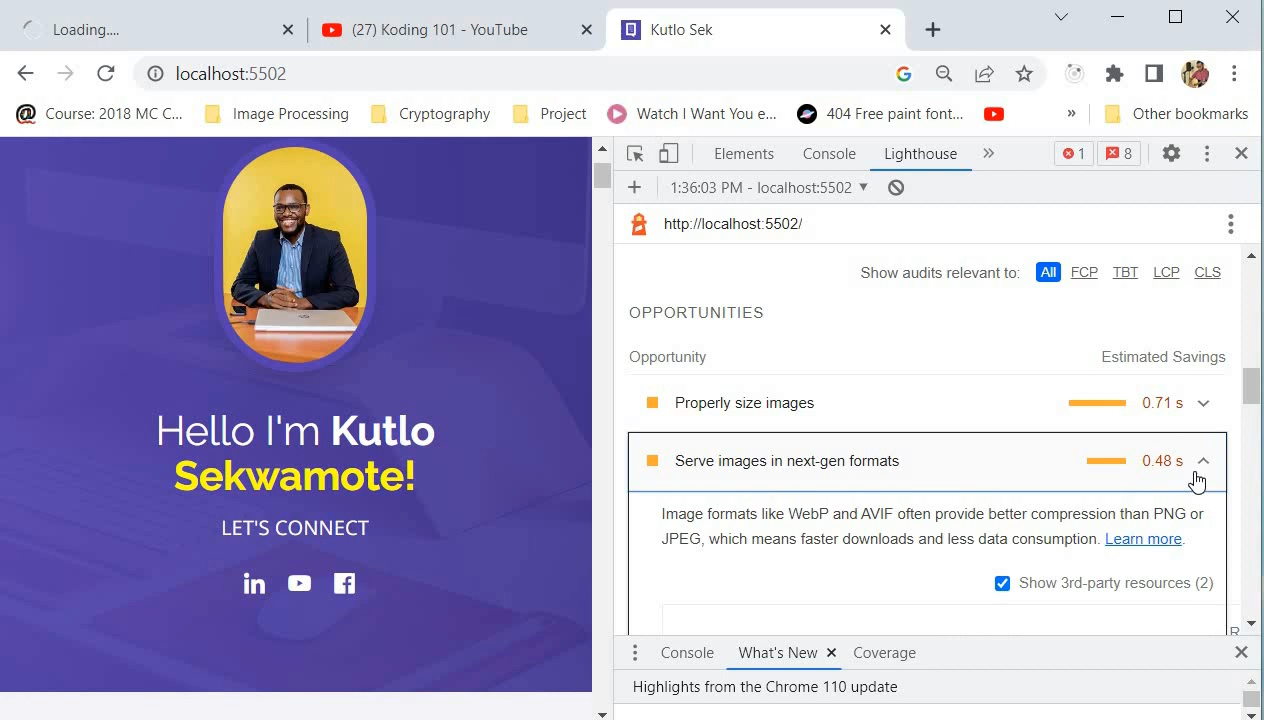 Loading....
(27) Koding 101 - YouTube
Kutlo Sek
localhost:5502
Course: 2018 MC C...
Image Processing
Cryptography
Project
Watch I Want You e...
404 Free paint font...
»
Other bookmarks
Hello I'm Kutlo
Sekwamote!
LET'S CONNECT
Elements
Console
Lighthouse
»
1
8
1:36:03 PM - localhost:5502
http://localhost:5502/
Show audits relevant to: All FCP TBT LCP CLS
OPPORTUNITIES
Opportunity
Estimated Savings
Properly size images
0.71 s
Serve images in next-gen formats
0.48 s
Image formats like WebP and AVIF often provide better compression than PNG or
JPEG, which means faster downloads and less data consumption. Learn more.
Show 3rd-party resources (2)
Console
What's New
Coverage
Highlights from the Chrome 110 update